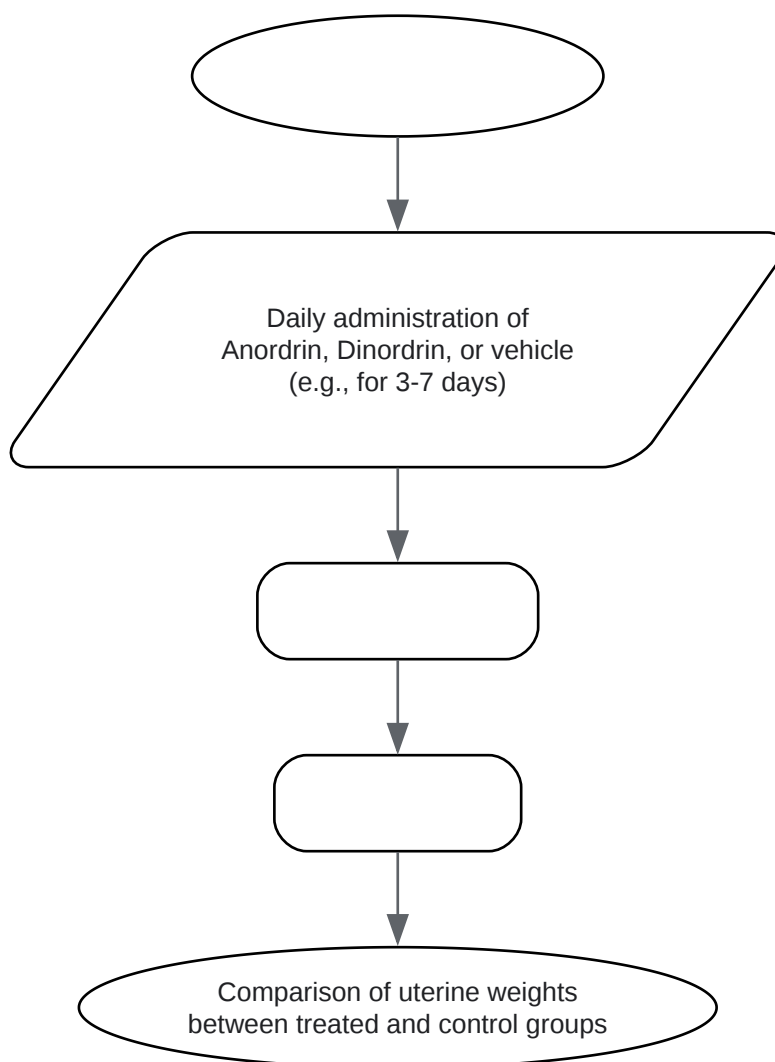 Daily administration of
Anordrin, Dinordrin, or vehicle
(e.g., for 3-7 days)
Comparison of uterine weights
between treated and control groups